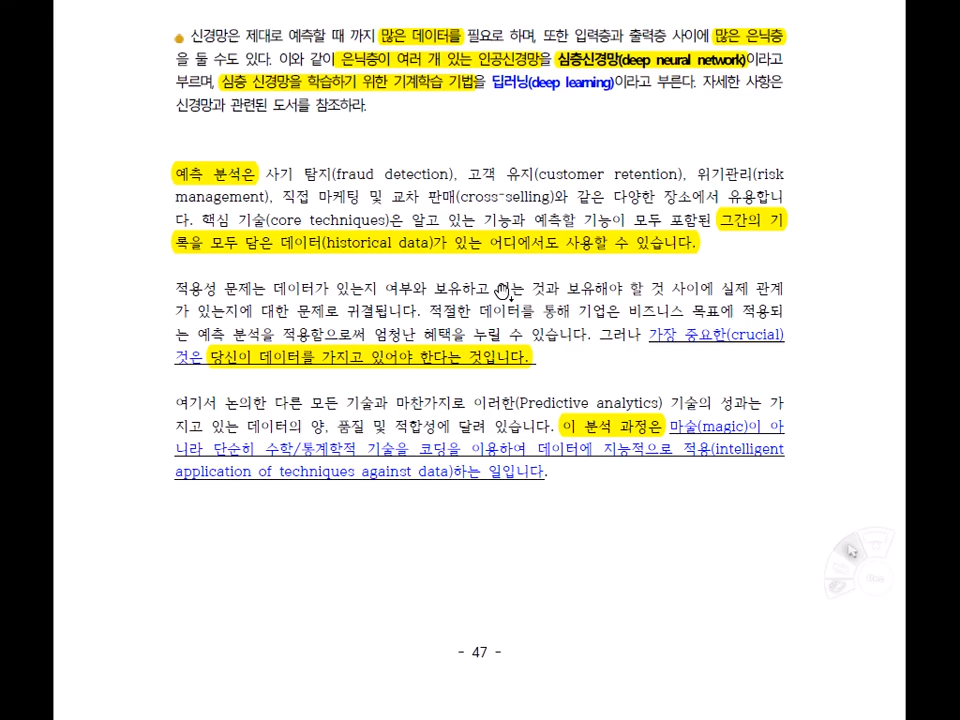 신경망은 제대로 예측할 때 까지 많은 데이터를 필요로 하며, 또한 입력층과 출력층 사이에 많은 은닉층
을 둘 수도 있다. 이와 같이 은닉층이 여러 개 있는 인공신경망을 심층신경망(deep neural network)이라고
부르며, 심층 신경망을 학습하기 위한 기계학습 기법을 딥러닝(deep learning)이라고 부른다. 자세한 사항은
신경망과 관련된 도서를 참조하라.
예측 분석은 사기 탐지(fraud detection), 고객 유지(customer retention), 위기관리(risk
management), 직접 마케팅 및 교차 판매(cross-selling)와 같은 다양한 장소에서 유용합니
다. 핵심 기술(core techniques)은 알고 있는 기능과 예측할 기능이 모두 포함된 그간의 기
록을 모두 담은 데이터(historical data)가 있는 어디에서도 사용할 수 있습니다.
적용성 문제는 데이터가 있는지 여부와 보유하고 는 것과 보유해야 할 것 사이에 실제 관계
가 있는지에 대한 문제로 귀결됩니다. 적절한 데이터를 통해 기업은 비즈니스 목표에 적용되
는 예측 분석을 적용함으로써 엄청난 혜택을 누릴 수 있습니다. 그러나 가장 중요한(crucial)
것은 당신이 데이터를 가지고 있어야 한다는 것입니다.
여기서 논의한 다른 모든 기술과 마찬가지로 이러한(Predictive analytics) 기술의 성과는 가
지고 있는 데이터의 양, 품질 및 적합성에 달려 있습니다. 이 분석 과정은 마술(magic)이 아
니라 단순히 수학/통계학적 기술을 코딩을 이용하여 데이터에 지능적으로 적용(intelligent
application of techniques against data)하는 일입니다.
- 47 -